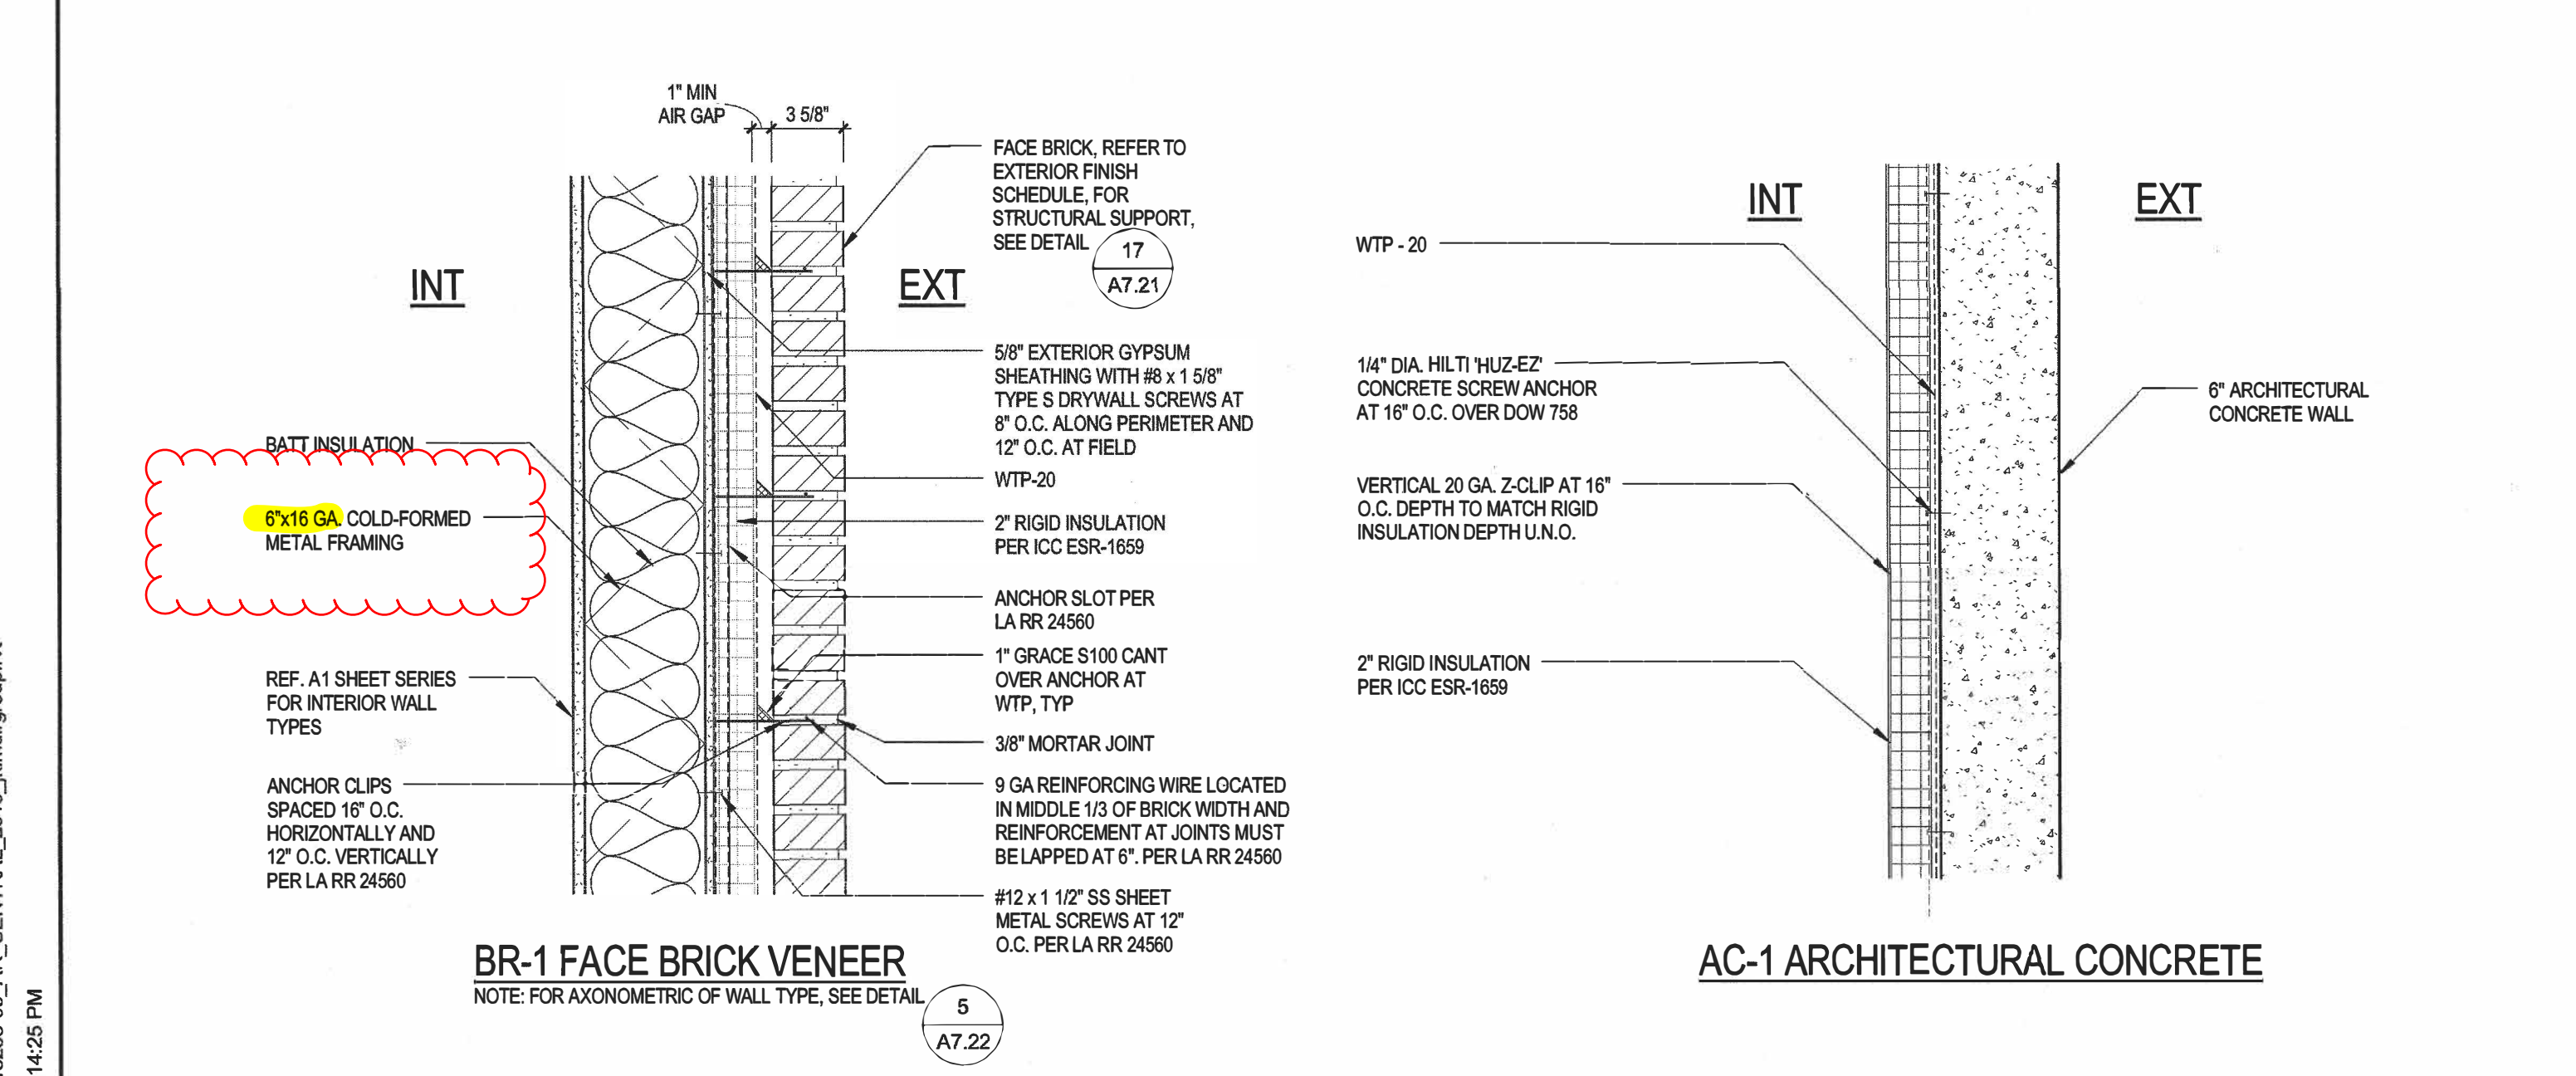 1" MIN
AIR GAP
3 5/8"
FACE BRICK, REFER TO
EXTERIOR FINISH
SCHEDULE, FOR
STRUCTURAL SUPPORT,
SEE DETAIL
17
A7.21
INT
EXT
5/8" EXTERIOR GYPSUM
SHEATHING WITH #8 x 1 5/8"
TYPE S DRYWALL SCREWS AT
8" O.C. ALONG PERIMETER AND
12" O.C. AT FIELD
WTP-20
2" RIGID INSULATION
PER ICC ESR-1659
ANCHOR SLOT PER
LA RR 24560
1" GRACE S100 CANT
OVER ANCHOR AT
WTP, TYP
3/8" MORTAR JOINT
9 GA REINFORCING WIRE LOCATED
IN MIDDLE 1/3 OF BRICK WIDTH AND
REINFORCEMENT AT JOINTS MUST
BE LAPPED AT 6". PER LA RR 24560
#12 x 1 1/2" SS SHEET
METAL SCREWS AT 12"
O.C. PER LA RR 24560
BATT INSULATION
6"x16 GA. COLD-FORMED
METAL FRAMING
REF. A1 SHEET SERIES
FOR INTERIOR WALL
TYPES
ANCHOR CLIPS
SPACED 16" O.C.
HORIZONTALLY AND
12" O.C. VERTICALLY
PER LA RR 24560
BR-1 FACE BRICK VENEER
NOTE: FOR AXONOMETRIC OF WALL TYPE, SEE DETAIL
5
A7.22
INT
EXT
WTP - 20
1/4" DIA. HILTI 'HUZ-EZ'
CONCRETE SCREW ANCHOR
AT 16" O.C. OVER DOW 758
VERTICAL 20 GA. Z-CLIP AT 16"
O.C. DEPTH TO MATCH RIGID
INSULATION DEPTH U.N.O.
2" RIGID INSULATION
PER ICC ESR-1659
6" ARCHITECTURAL
CONCRETE WALL
AC-1 ARCHITECTURAL CONCRETE
14:25 PM